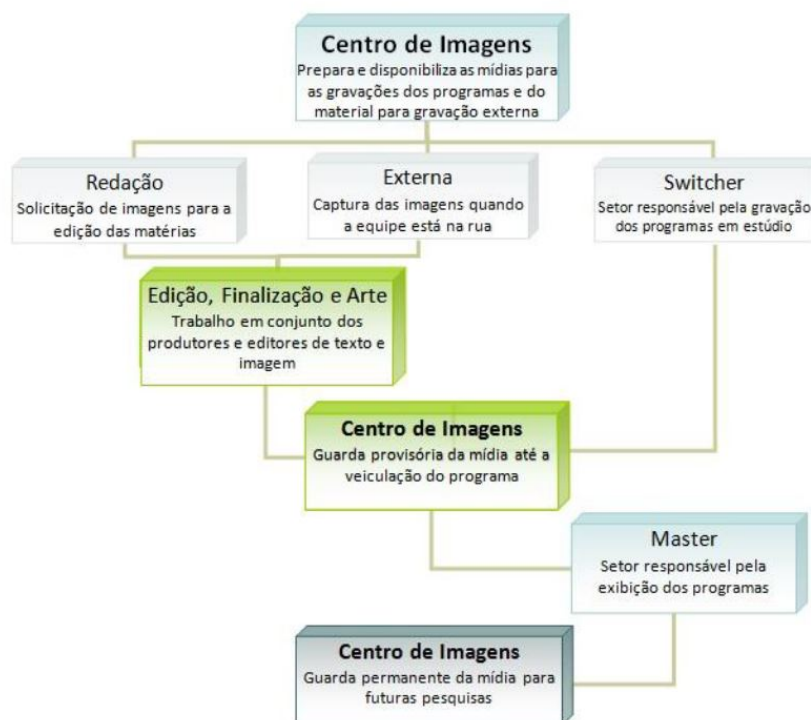 Centro de Imagens
Prepara e disponibiliza as mídias para
as gravações dos programas e do
material para gravação externa
Redação
Solicitação de imagens para a
edição das matérias
Externa
Captura das imagens quando
a equipe está na rua
Switcher
Setor responsável pela gravação
dos programas em estúdio
Edição, Finalização e Arte
Trabalho em conjunto dos
produtores e editores de texto e
imagem
Centro de Imagens
Guarda provisória da mídia até a
veiculação do programa
Master
Setor responsável pela
exibição dos programas
Centro de Imagens
Guarda permanente da mídia para
futuras pesquisas